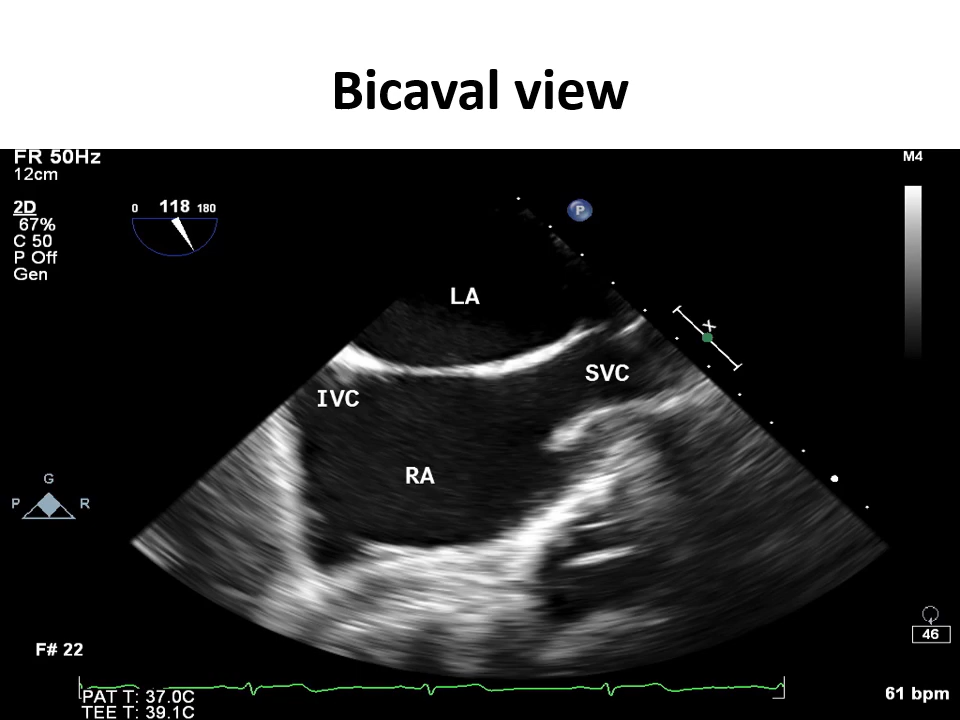 Bicaval view
FR 50Hz
12cm
M4
2D
67%
C 50
P Off
Gen
0 118 180
P
LA
X
SVC
IVC
RA
G
P R
46
F# 22
PAT T: 37.0C
TEE T: 39.1C
61 bpm